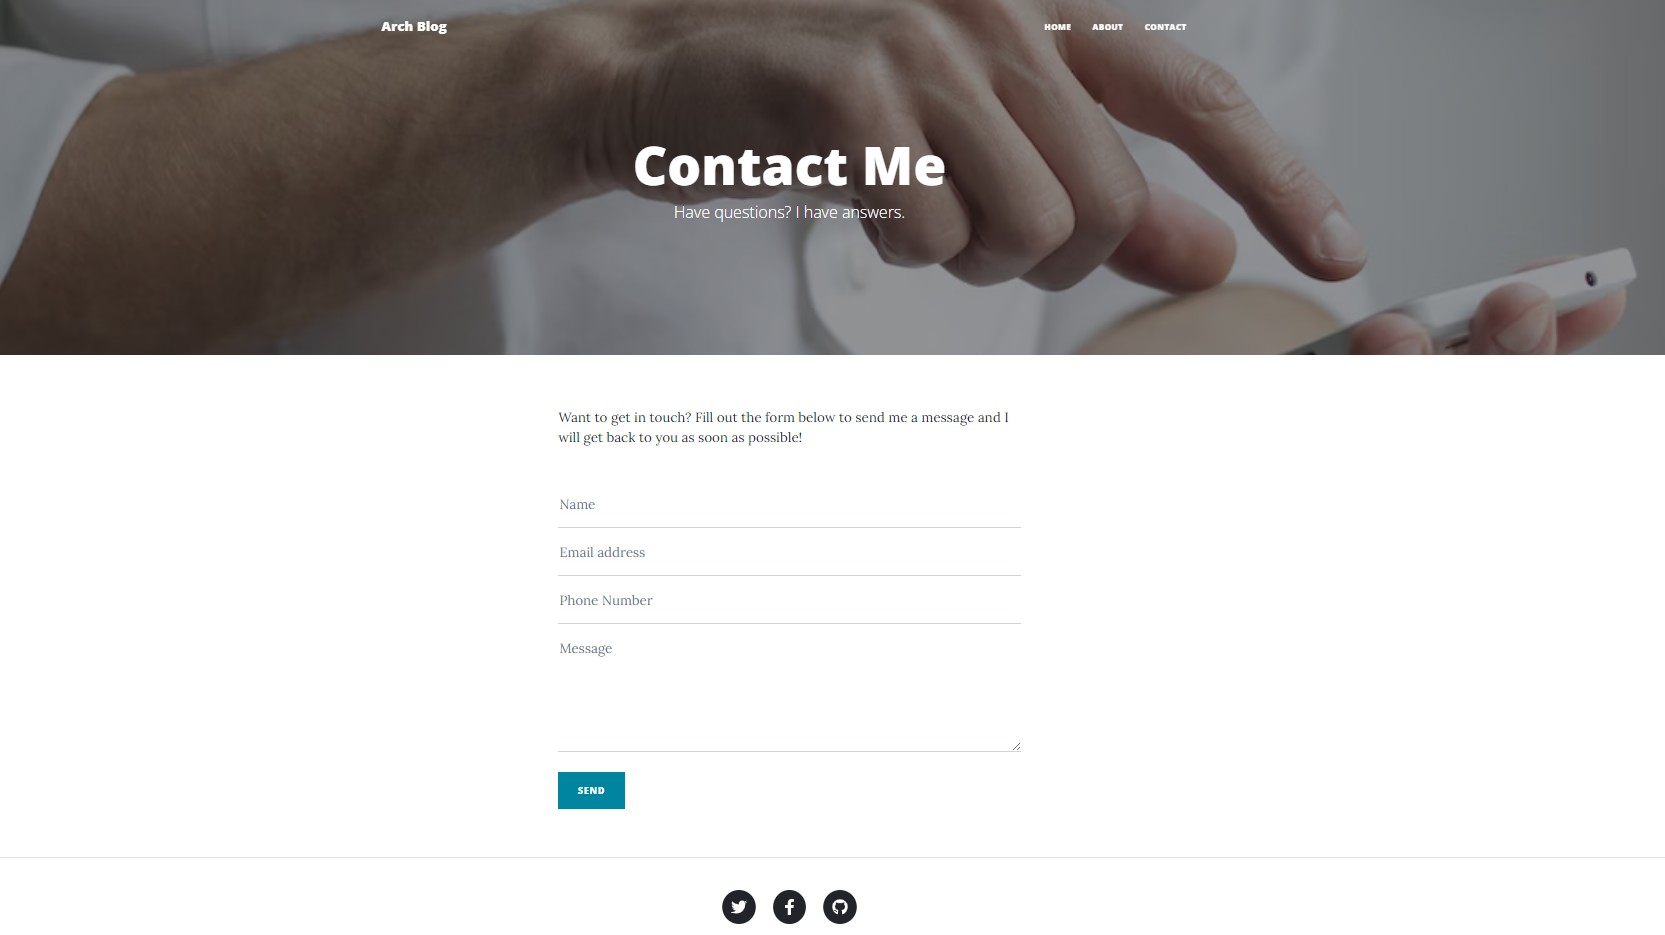 Arch Blog
HOME ABOUT CONTACT
Contact Me
Have questions? I have answers.
Want to get in touch? Fill out the form below to send me a message and I
will get back to you as soon as possible!
Name
Email address
Phone Number
Message
SEND